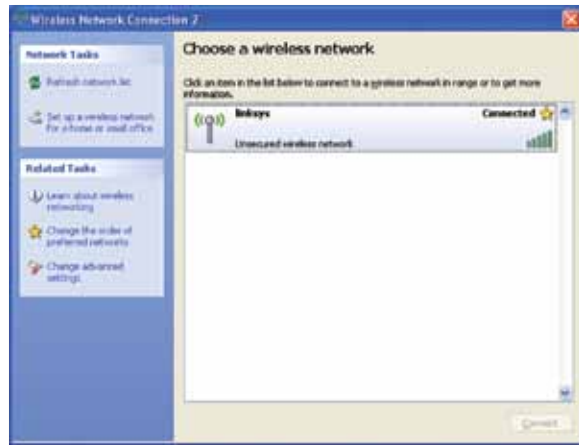 Wireless Network Connection 2
Network Tasks
Refresh network list
Set up a wireless network
for a home or small office
Related Tasks
Learn about wireless
networking
Change the order of
preferred networks
Change advanced
settings
Choose a wireless network
Click an item in the list below to connect to a wireless network in range or to get more
information.
linksys
Connected
Unsecured wireless network
Connect